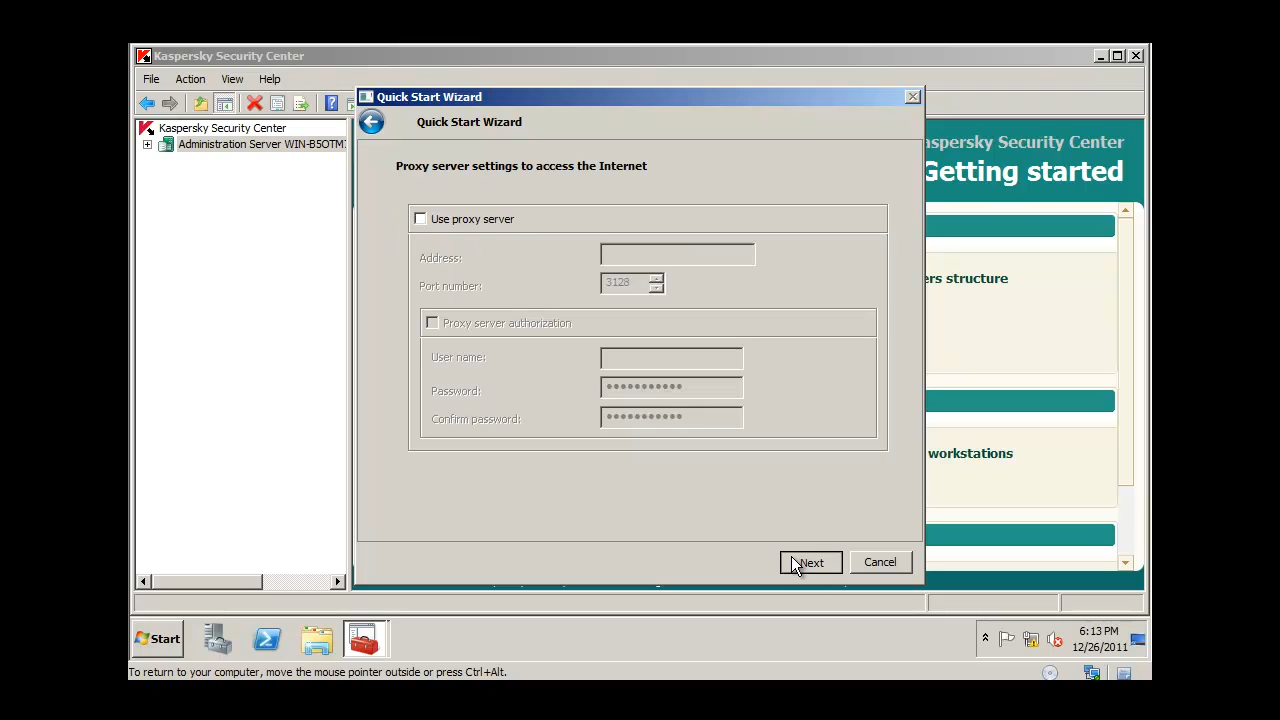 Kaspersky Security Center
File Action View Help
Quick Start Wizard
Quick Start Wizard
Kaspersky Security Center
Administration Server WIN-B5OTM
Proxy server settings to access the Internet
Use proxy server
Address:
Port number: 3128
Proxy server authorization
User name:
Password: ●●●●●●●●●●●
Confirm password: ●●●●●●●●●●●
Next Cancel
aspersky Security Center
Getting started
ers structure
workstations
Start
6:13 PM
12/26/2011
To return to your computer, move the mouse pointer outside or press Ctrl+Alt.